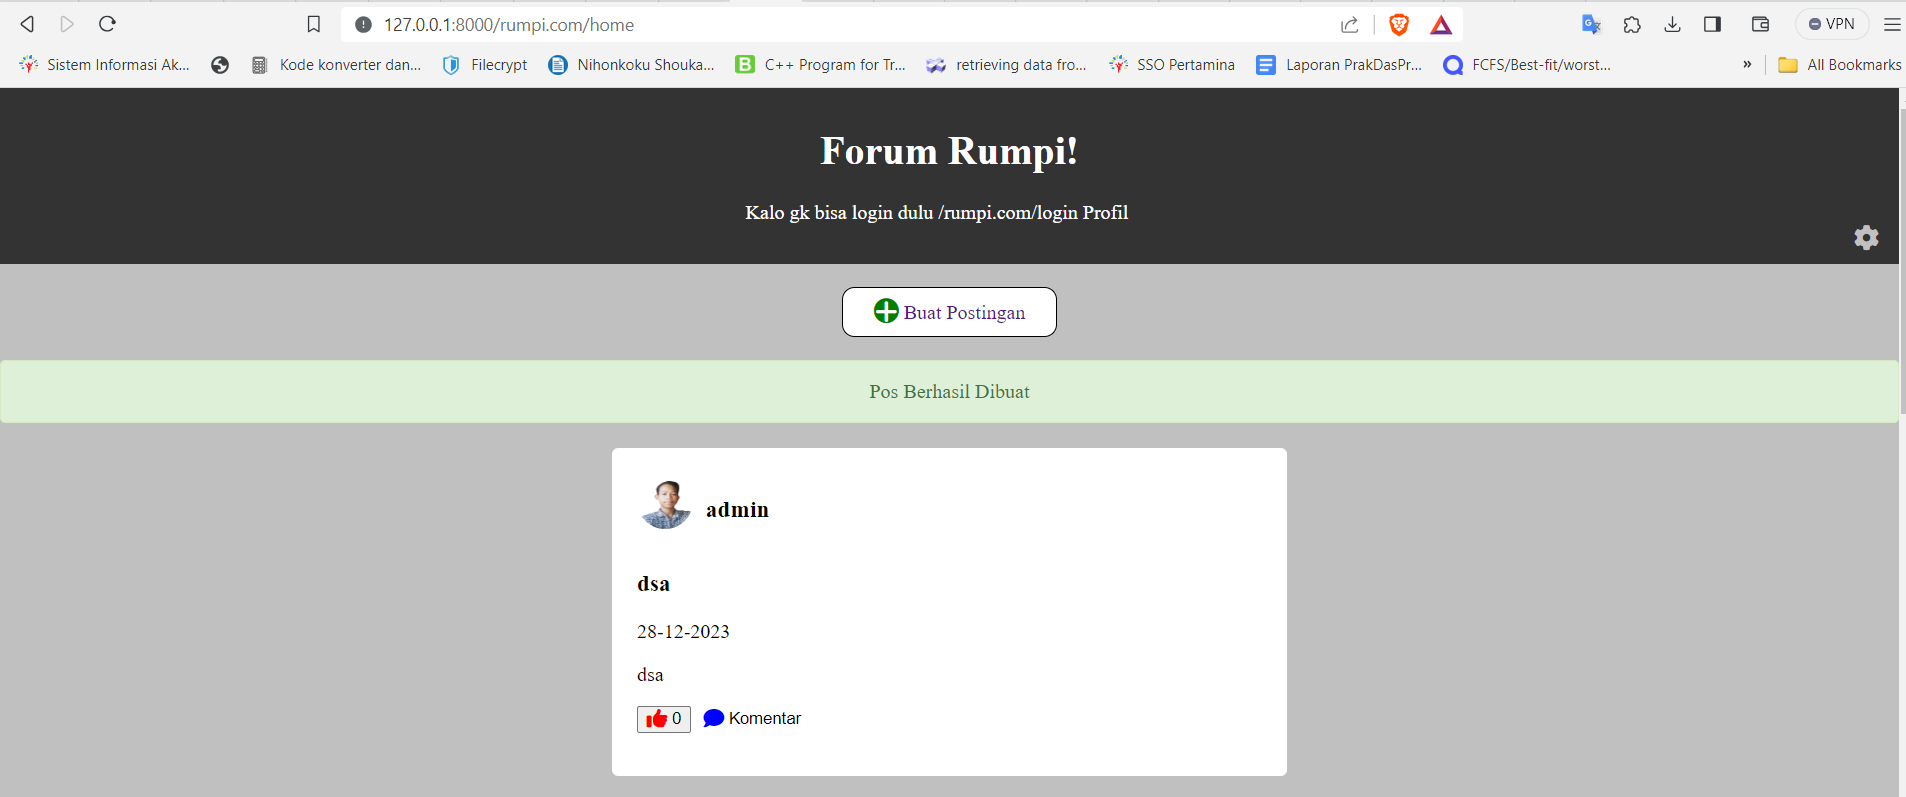 127.0.0.1:8000/rumpi.com/home
VPN
Sistem Informasi Ak...
Kode konverter dan...
Filecrypt
Nihonkoku Shouka...
B
C++ Program for Tr...
retrieving data fro...
SSO Pertamina
Laporan PrakDasPr...
FCFS/Best-fit/worst...
»
All Bookmarks
Forum Rumpi!
Kalo gk bisa login dulu /rumpi.com/login Profil
Buat Postingan
Pos Berhasil Dibuat
admin
dsa
28-12-2023
dsa
0
Komentar